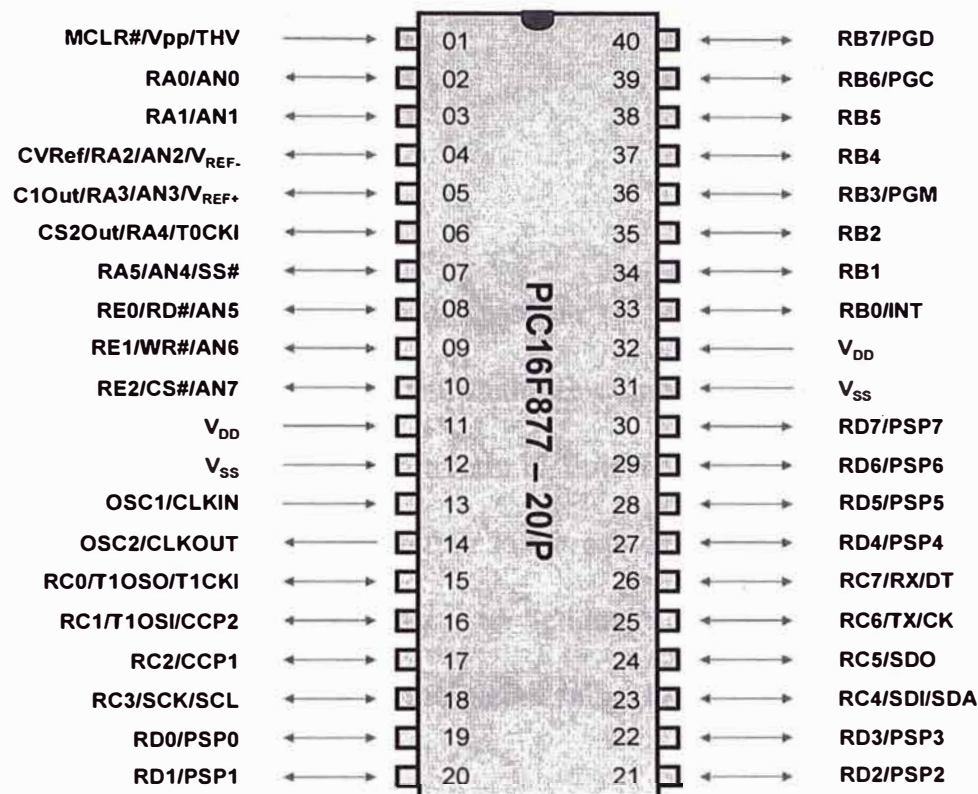 MCLR#/Vpp/THV 01 40 RB7/PGD
RA0/AN0 02 39 RB6/PGC
RA1/AN1 03 38 RB5
CVRef/RA2/AN2/VREF- 04 37 RB4
C1Out/RA3/AN3/VREF+ 05 36 RB3/PGM
CS2Out/RA4/T0CKI 06 35 RB2
RA5/AN4/SS# 07 34 RB1
RE0/RD#/AN5 08 33 RB0/INT
RE1/WR#/AN6 09 32 VDD
RE2/CS#/AN7 10 31 VSS
VDD 11 30 RD7/PSP7
VSS 12 29 RD6/PSP6
OSC1/CLKIN 13 28 RD5/PSP5
OSC2/CLKOUT 14 27 RD4/PSP4
RC0/T1OSO/T1CKI 15 26 RC7/RX/DT
RC1/T1OSI/CCP2 16 25 RC6/TX/CK
RC2/CCP1 17 24 RC5/SDO
RC3/SCK/SCL 18 23 RC4/SDI/SDA
RD0/PSP0 19 22 RD3/PSP3
RD1/PSP1 20 21 RD2/PSP2
PIC16F877 – 20/P